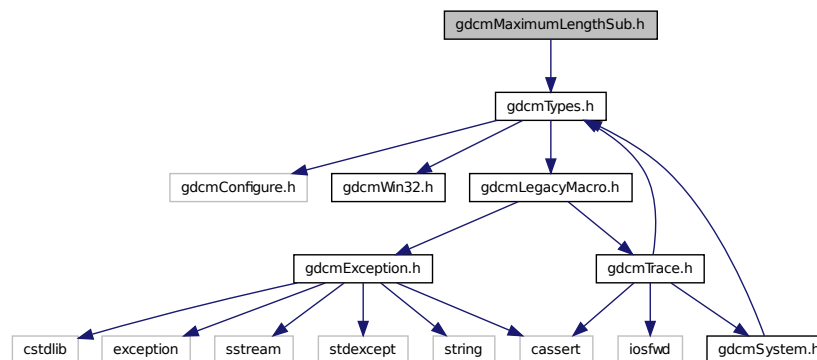 gdcmMaximumLengthSub.h
gdcmTypes.h
gdcmConfigure.h
gdcmWin32.h
gdcmLegacyMacro.h
gdcmException.h
gdcmTrace.h
cstdlib
exception
sstream
stdexcept
string
cassert
iosfwd
gdcmSystem.h